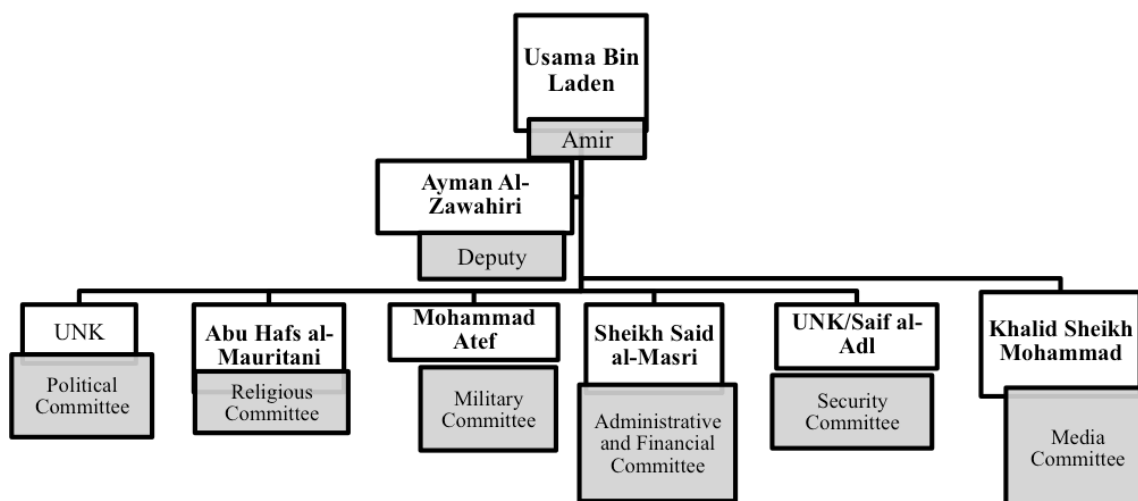 Usama Bin
Laden
Amir
Ayman Al-
Zawahiri
Deputy
UNK
Political
Committee
Abu Hafs al-
Mauritani
Religious
Committee
Mohammad
Atef
Military
Committee
Sheikh Said
al-Masri
Administrative
and Financial
Committee
UNK/Saif al-
Adl
Security
Committee
Khalid Sheikh
Mohammad
Media
Committee